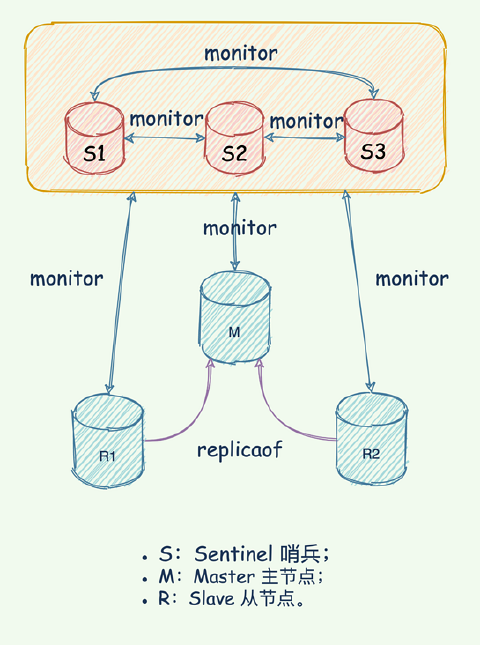 monitor
monitor
monitor
S1
S2
S3
monitor
monitor
monitor
M
R1
replicaof
R2
• S：Sentinel 哨兵；
• M：Master 主节点；
• R：Slave 从节点。